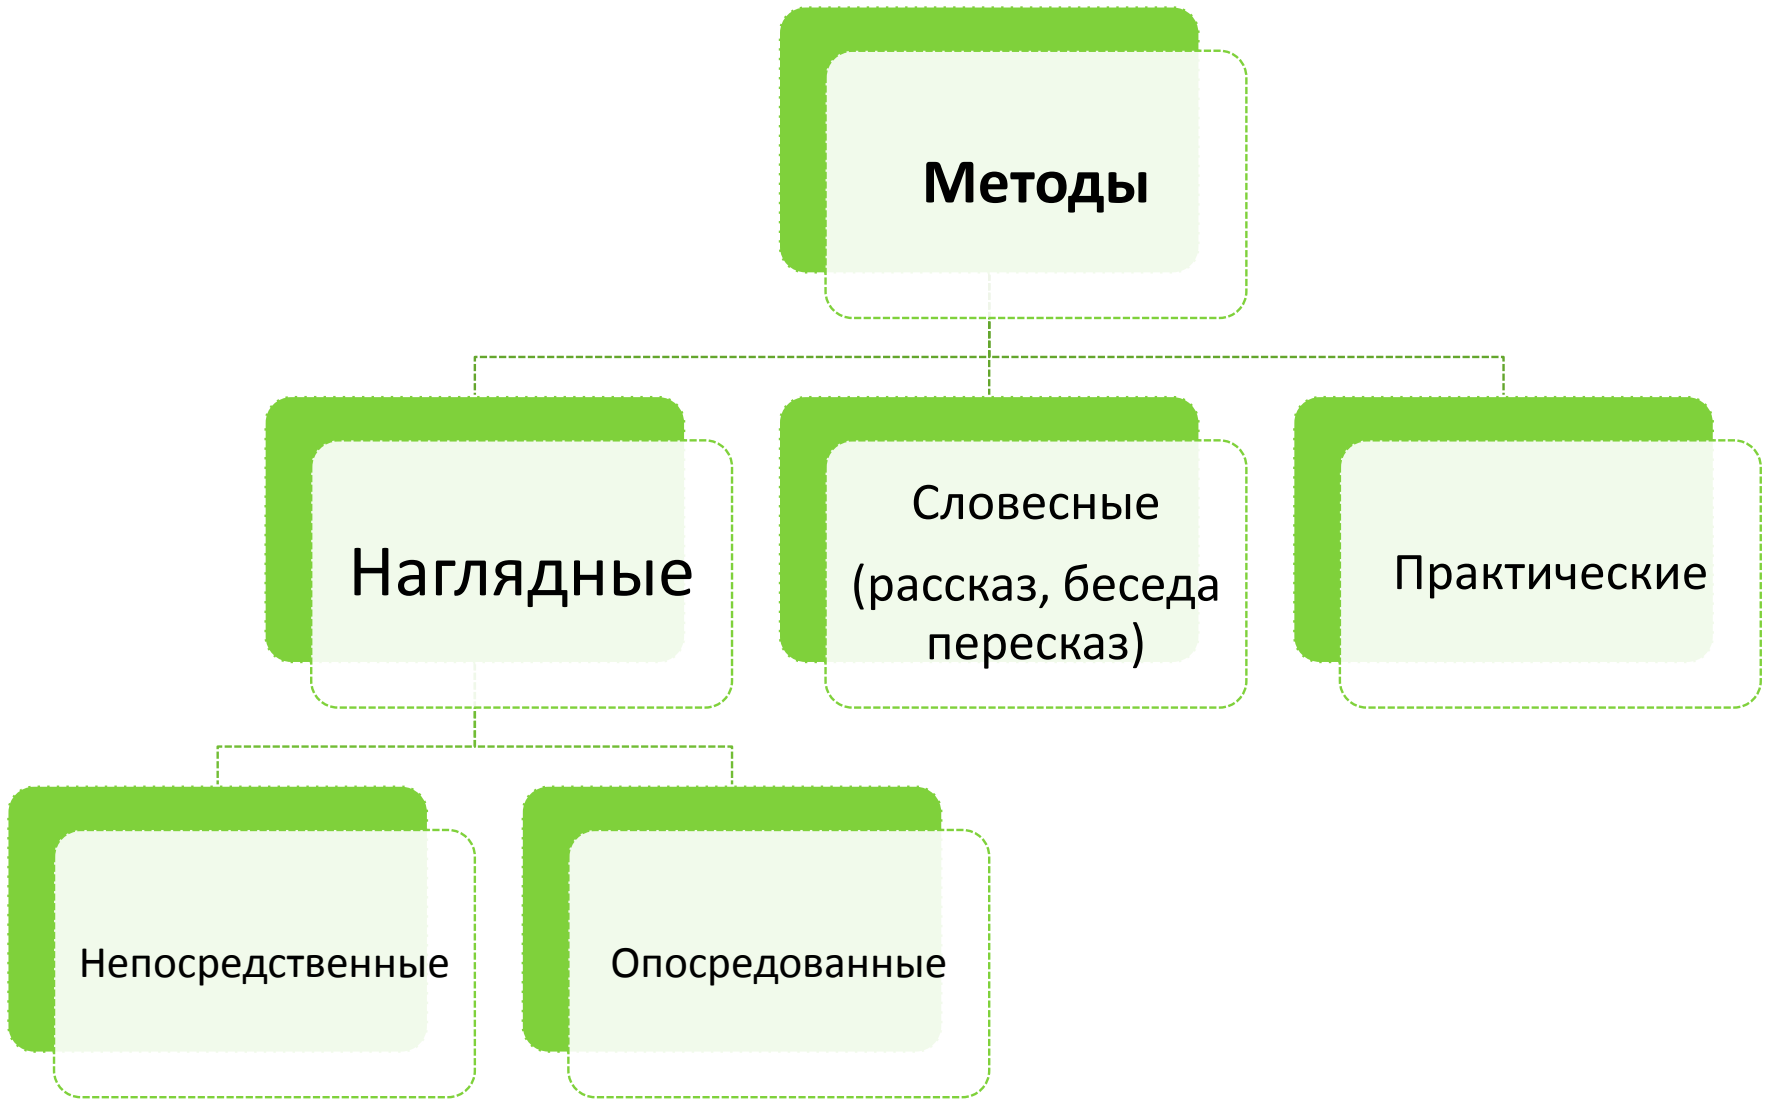 Методы
Наглядные
Словесные
(рассказ, беседа
пересказ)
Практические
Непосредственные
Опосредованные